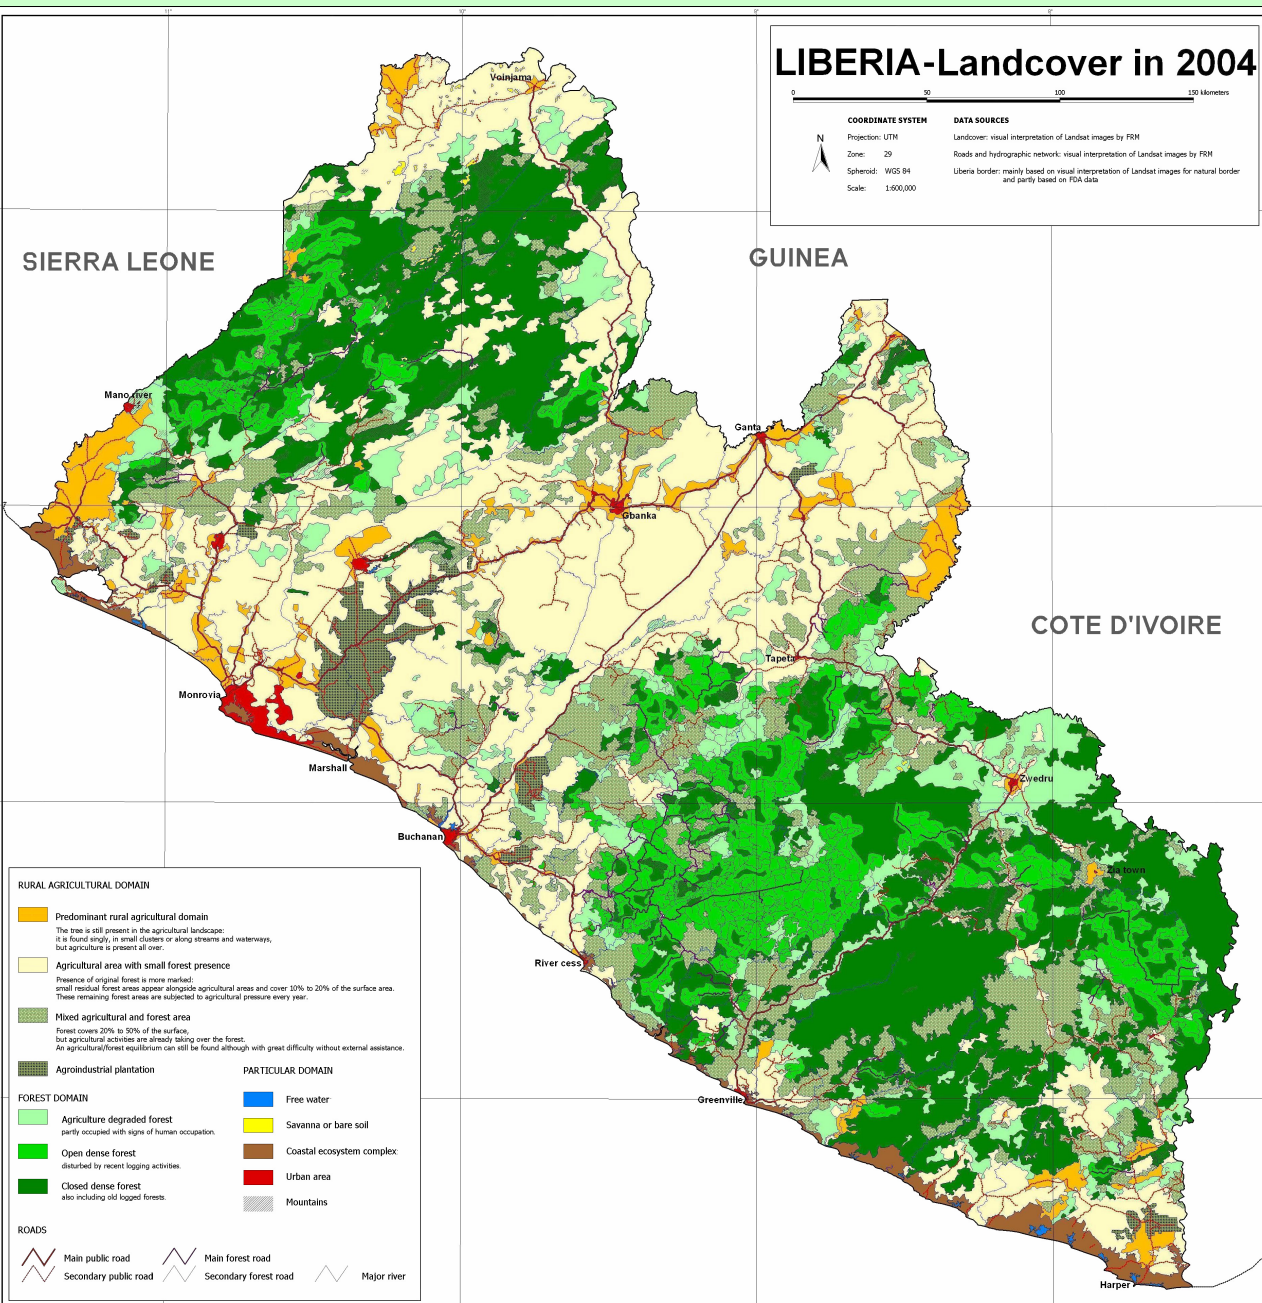 11°
10°
9°
8°
LIBERIA-Landcover in 2004
0 50 100 150 kilometers
COORDINATE SYSTEM
Projection: UTM
Zone: 29
Spheroid: WGS 84
Scale: 1:600,000
DATA SOURCES
Landcover: visual interpretation of Landsat images by FRM
Roads and hydrographic network: visual interpretation of Landsat images by FRM
Liberia border: mainly based on visual interpretation of Landsat images for natural border
and partly based on FDA data
N
Voinjama
SIERRA LEONE
GUINEA
Mano river
Ganta
7
Gbanka
COTE D'IVOIRE
Tapeta
Monrovia
Marshall
Zwedru
Buchanan
Zia town
River cess
Greenville
Harper
RURAL AGRICULTURAL DOMAIN
Predominant rural agricultural domain
The tree is still present in the agricultural landscape:
it is found singly, in small clusters or along streams and waterways,
but agriculture is present all over.
Agricultural area with small forest presence
Presence of original forest is more marked:
small residual forest areas appear alongside agricultural areas and cover 10% to 20% of the surface area.
These remaining forest areas are subjected to agricultural pressure every year.
Mixed agricultural and forest area
Forest covers 20% to 50% of the surface,
but agricultural activities are already taking over the forest.
An agricultural/forest equilibrium can still be found although with great difficulty without external assistance.
Agroindustrial plantation
FOREST DOMAIN
Agriculture degraded forest
partly occupied with signs of human occupation.
Open dense forest
disturbed by recent logging activities.
Closed dense forest
also including old logged forests.
PARTICULAR DOMAIN
Free water
Savanna or bare soil
Coastal ecosystem complex
Urban area
Mountains
ROADS
Main public road
Main forest road
Secondary public road
Secondary forest road
Major river